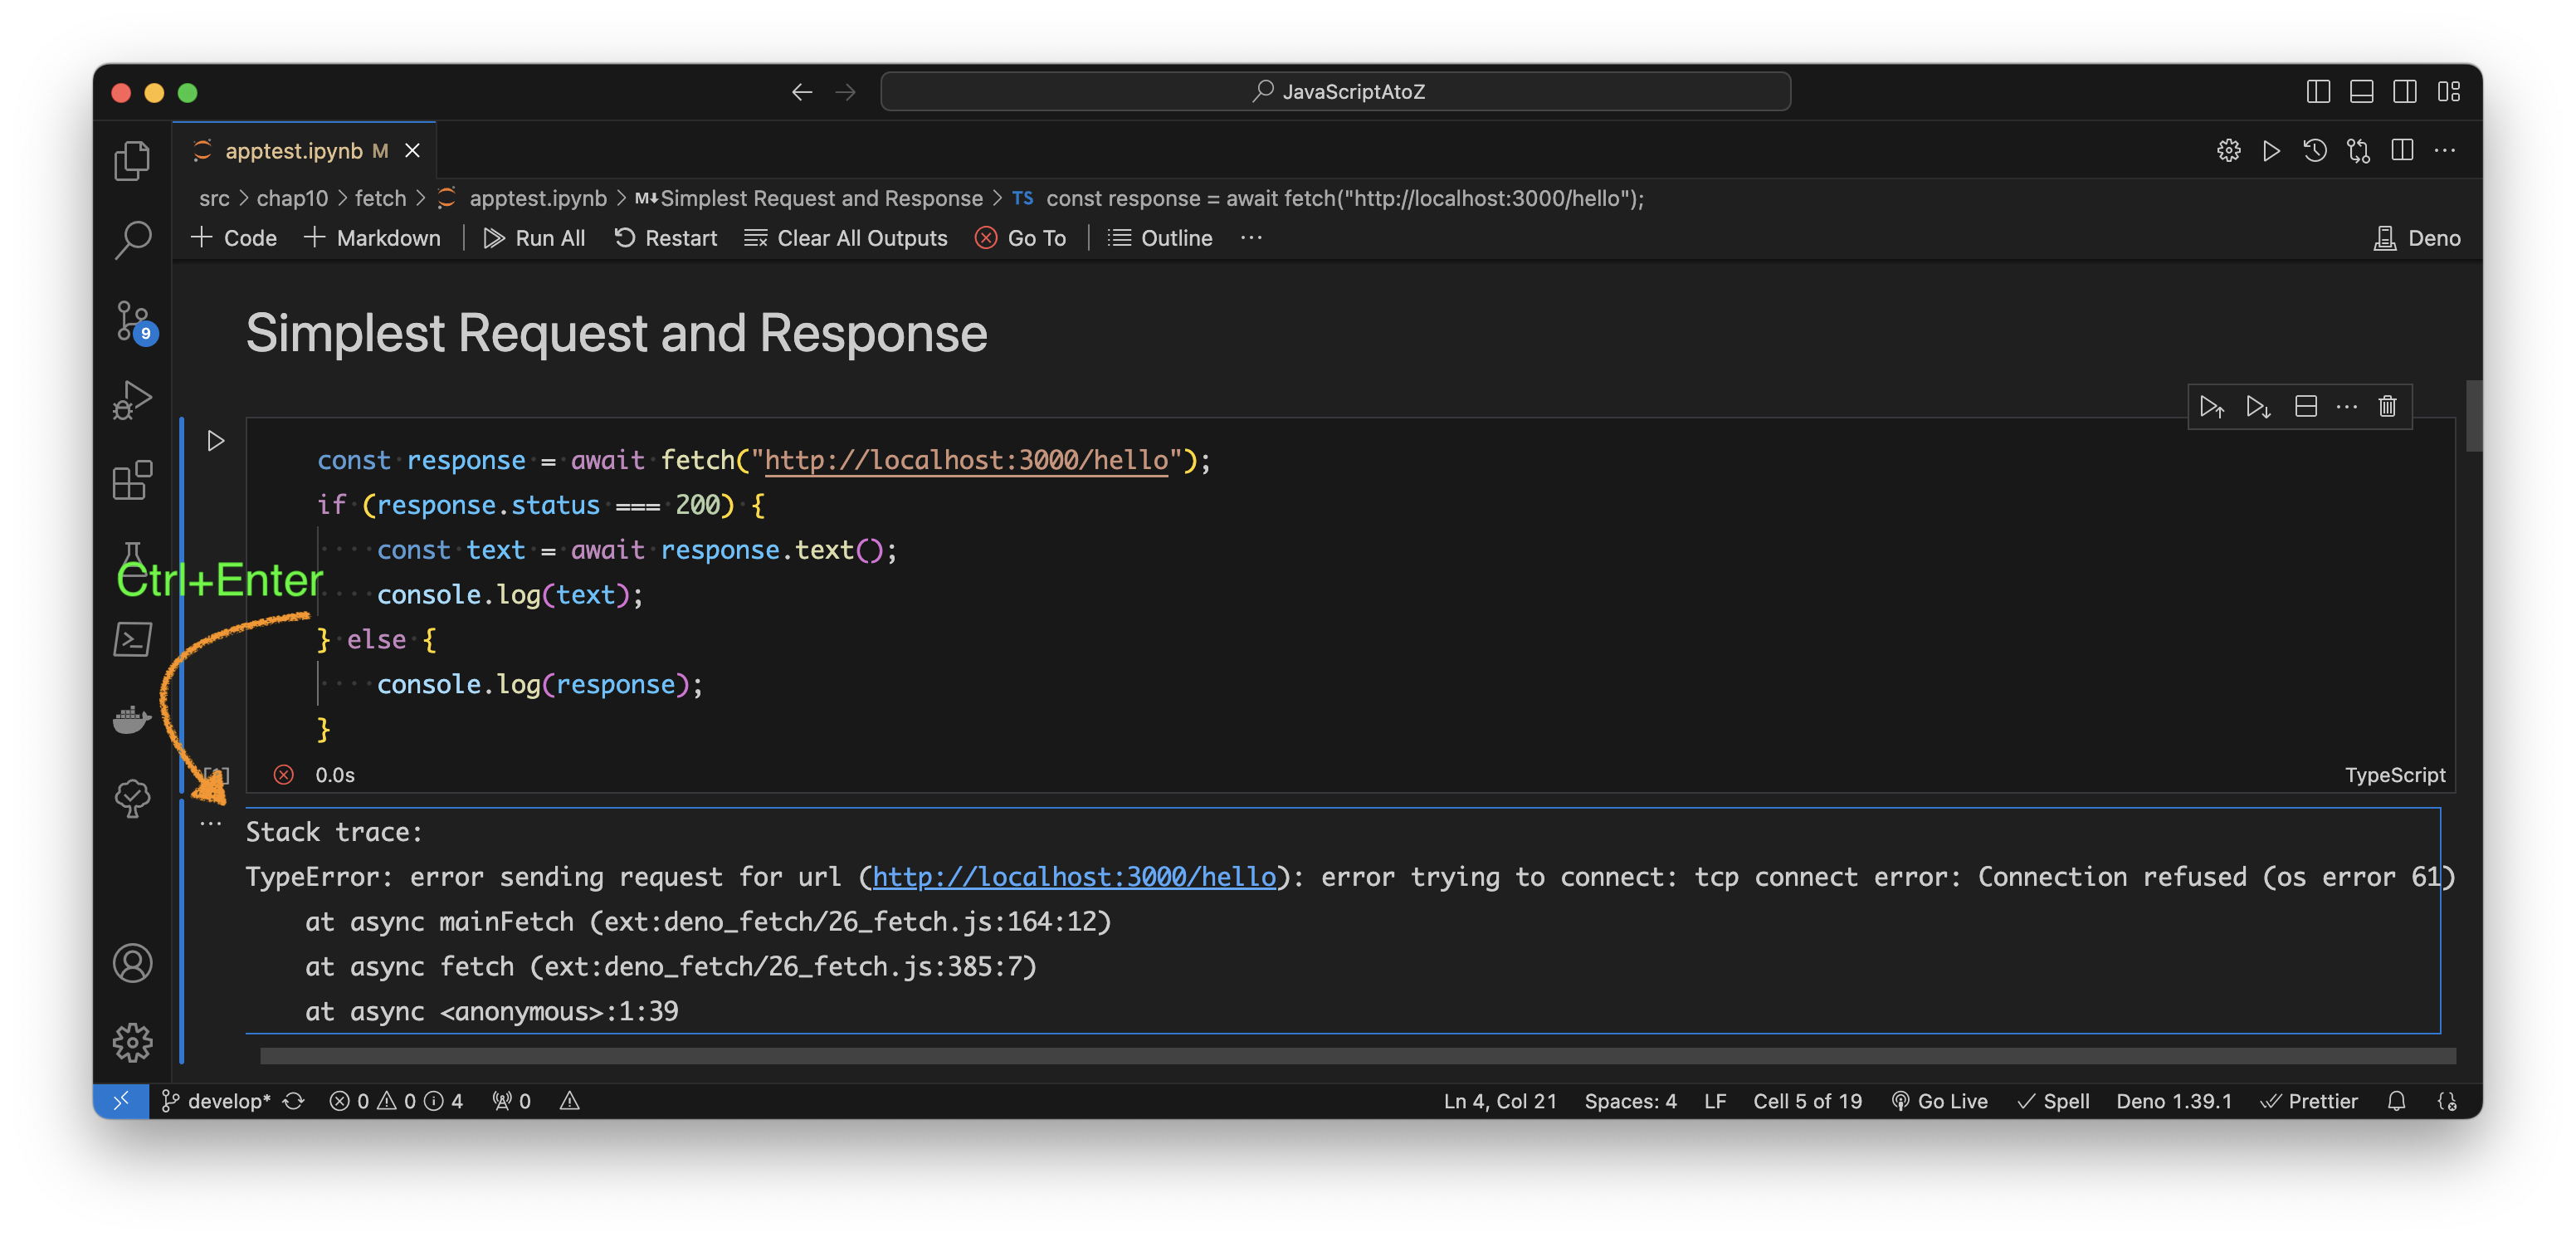 JavaScriptAtoZ
apptest.ipynb M
src > chap10 > fetch > apptest.ipynb > M↓Simplest Request and Response > TS const response = await fetch("http://localhost:3000/hello");
+ Code + Markdown | Run All Restart Clear All Outputs Go To | Outline ··· Deno
Simplest Request and Response
9
const response = await fetch("http://localhost:3000/hello");
if (response.status === 200) {
    const text = await response.text();
Ctrl+Enter
    console.log(text);
} else {
    console.log(response);
}
0.0s TypeScript
Stack trace:
TypeError: error sending request for url (http://localhost:3000/hello): error trying to connect: tcp connect error: Connection refused (os error 61)
    at async mainFetch (ext:deno_fetch/26_fetch.js:164:12)
    at async fetch (ext:deno_fetch/26_fetch.js:385:7)
    at async <anonymous>:1:39
develop* 0 0 4 0 Ln 4, Col 21 Spaces: 4 LF Cell 5 of 19 Go Live Spell Deno 1.39.1 Prettier